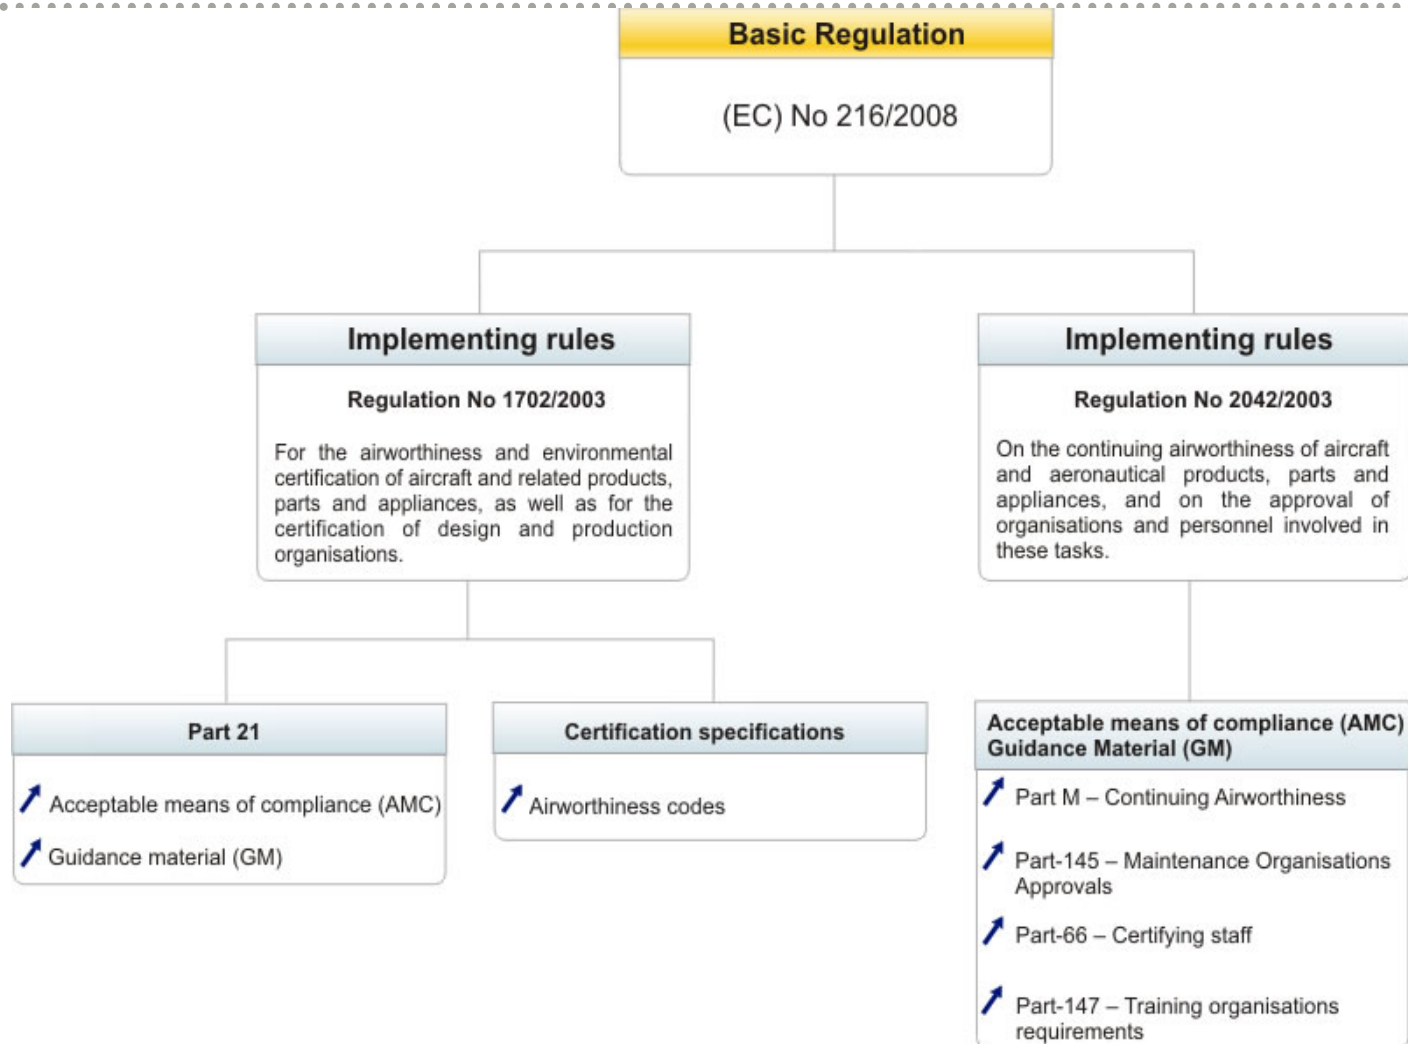 Basic Regulation
(EC) No 216/2008
Implementing rules
Regulation No 1702/2003
For the airworthiness and environmental
certification of aircraft and related products,
parts and appliances, as well as for the
certification of design and production
organisations.
Implementing rules
Regulation No 2042/2003
On the continuing airworthiness of aircraft
and aeronautical products, parts and
appliances, and on the approval of
organisations and personnel involved in
these tasks.
Part 21
Acceptable means of compliance (AMC)
Guidance material (GM)
Certification specifications
Airworthiness codes
Acceptable means of compliance (AMC)
Guidance Material (GM)
Part M – Continuing Airworthiness
Part-145 – Maintenance Organisations
Approvals
Part-66 – Certifying staff
Part-147 – Training organisations
requirements